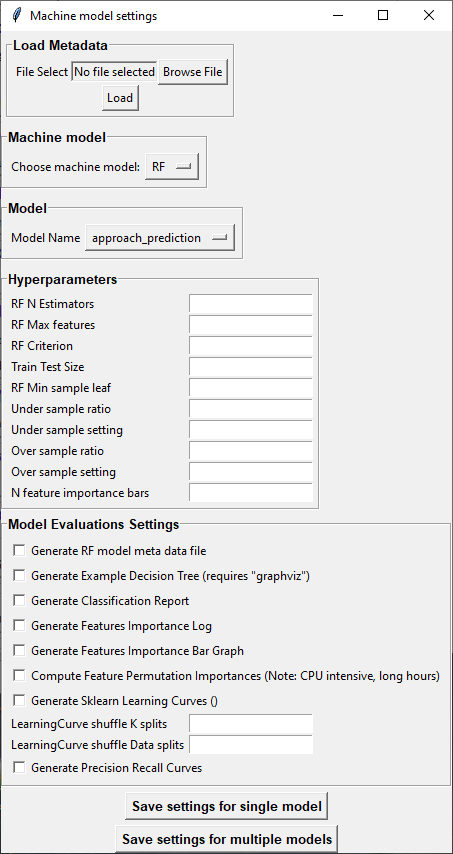 Machine model settings
Load Metadata
File Select No file selected Browse File
Load
Machine model
Choose machine model: RF
Model
Model Name approach_prediction
Hyperparameters
RF N Estimators
RF Max features
RF Criterion
Train Test Size
RF Min sample leaf
Under sample ratio
Under sample setting
Over sample ratio
Over sample setting
N feature importance bars
Model Evaluations Settings
Generate RF model meta data file
Generate Example Decision Tree (requires "graphviz")
Generate Classification Report
Generate Features Importance Log
Generate Features Importance Bar Graph
Compute Feature Permutation Importances (Note: CPU intensive, long hours)
Generate Sklearn Learning Curves ()
LearningCurve shuffle K splits
LearningCurve shuffle Data splits
Generate Precision Recall Curves
Save settings for single model
Save settings for multiple models